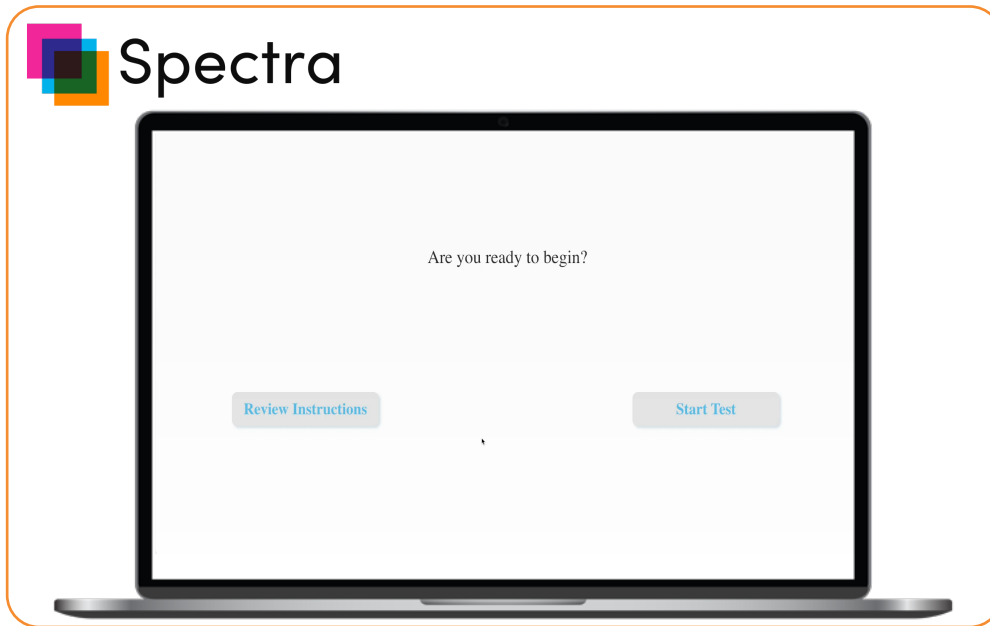 Spectra
Are you ready to begin?
Review Instructions
Start Test